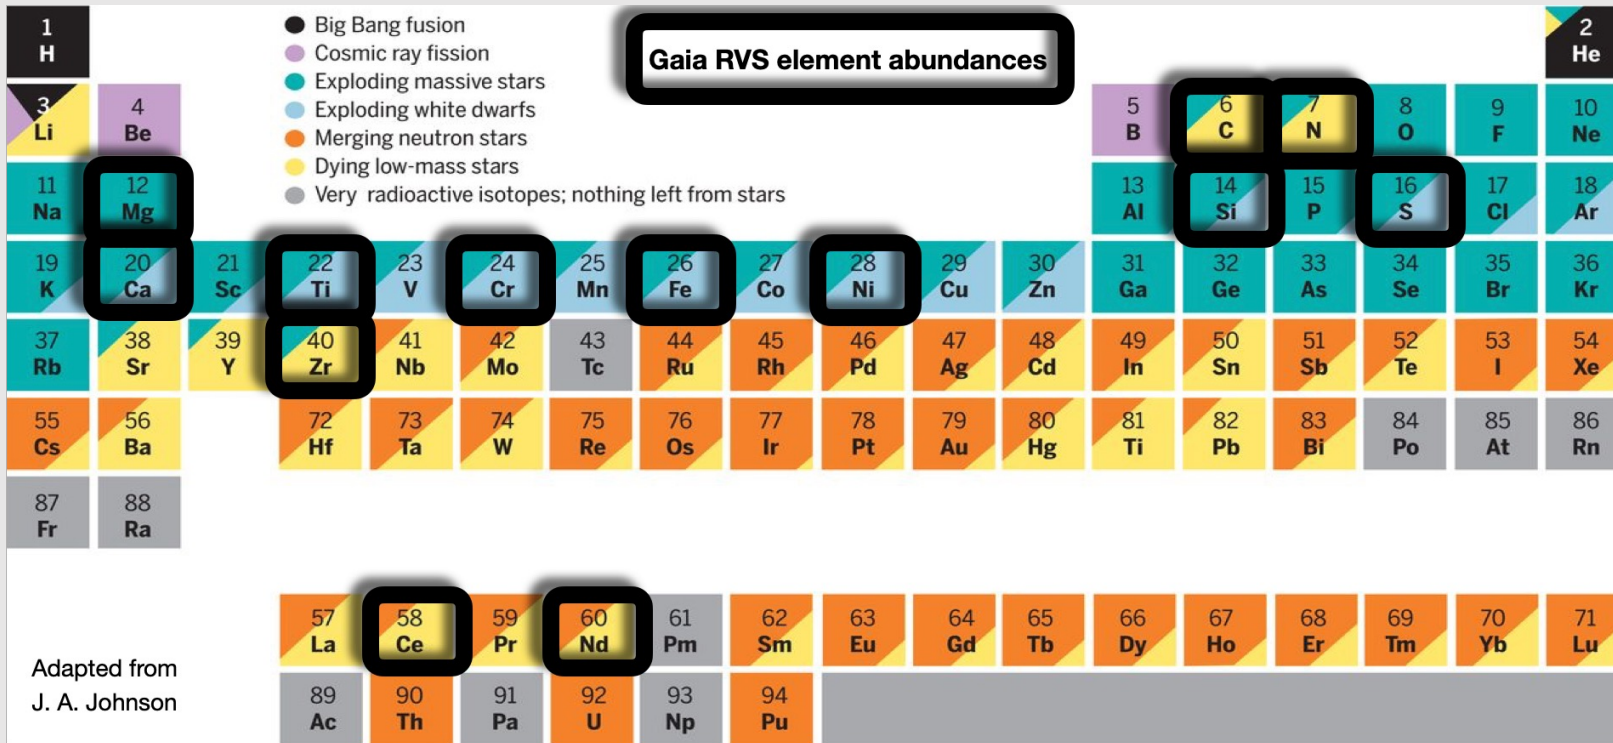 1
H
Big Bang fusion
Cosmic ray fission
Exploding massive stars
Exploding white dwarfs
Merging neutron stars
Dying low-mass stars
Very radioactive isotopes; nothing left from stars
Gaia RVS element abundances
2
He
3 4 5 6 7 8 9 10
Li Be B C N O F Ne
11 12 13 14 15 16 17 18
Na Mg Al Si P S Cl Ar
19 20 21 22 23 24 25 26 27 28 29 30 31 32 33 34 35 36
K Ca Sc Ti V Cr Mn Fe Co Ni Cu Zn Ga Ge As Se Br Kr
37 38 39 40 41 42 43 44 45 46 47 48 49 50 51 52 53 54
Rb Sr Y Zr Nb Mo Tc Ru Rh Pd Ag Cd In Sn Sb Te I Xe
55 56 72 73 74 75 76 77 78 79 80 81 82 83 84 85 86
Cs Ba Hf Ta W Re Os Ir Pt Au Hg Ti Pb Bi Po At Rn
87 88
Fr Ra
57 58 59 60 61 62 63 64 65 66 67 68 69 70 71
La Ce Pr Nd Pm Sm Eu Gd Tb Dy Ho Er Tm Yb Lu
89 90 91 92 93 94
Ac Th Pa U Np Pu
Adapted from
J. A. Johnson